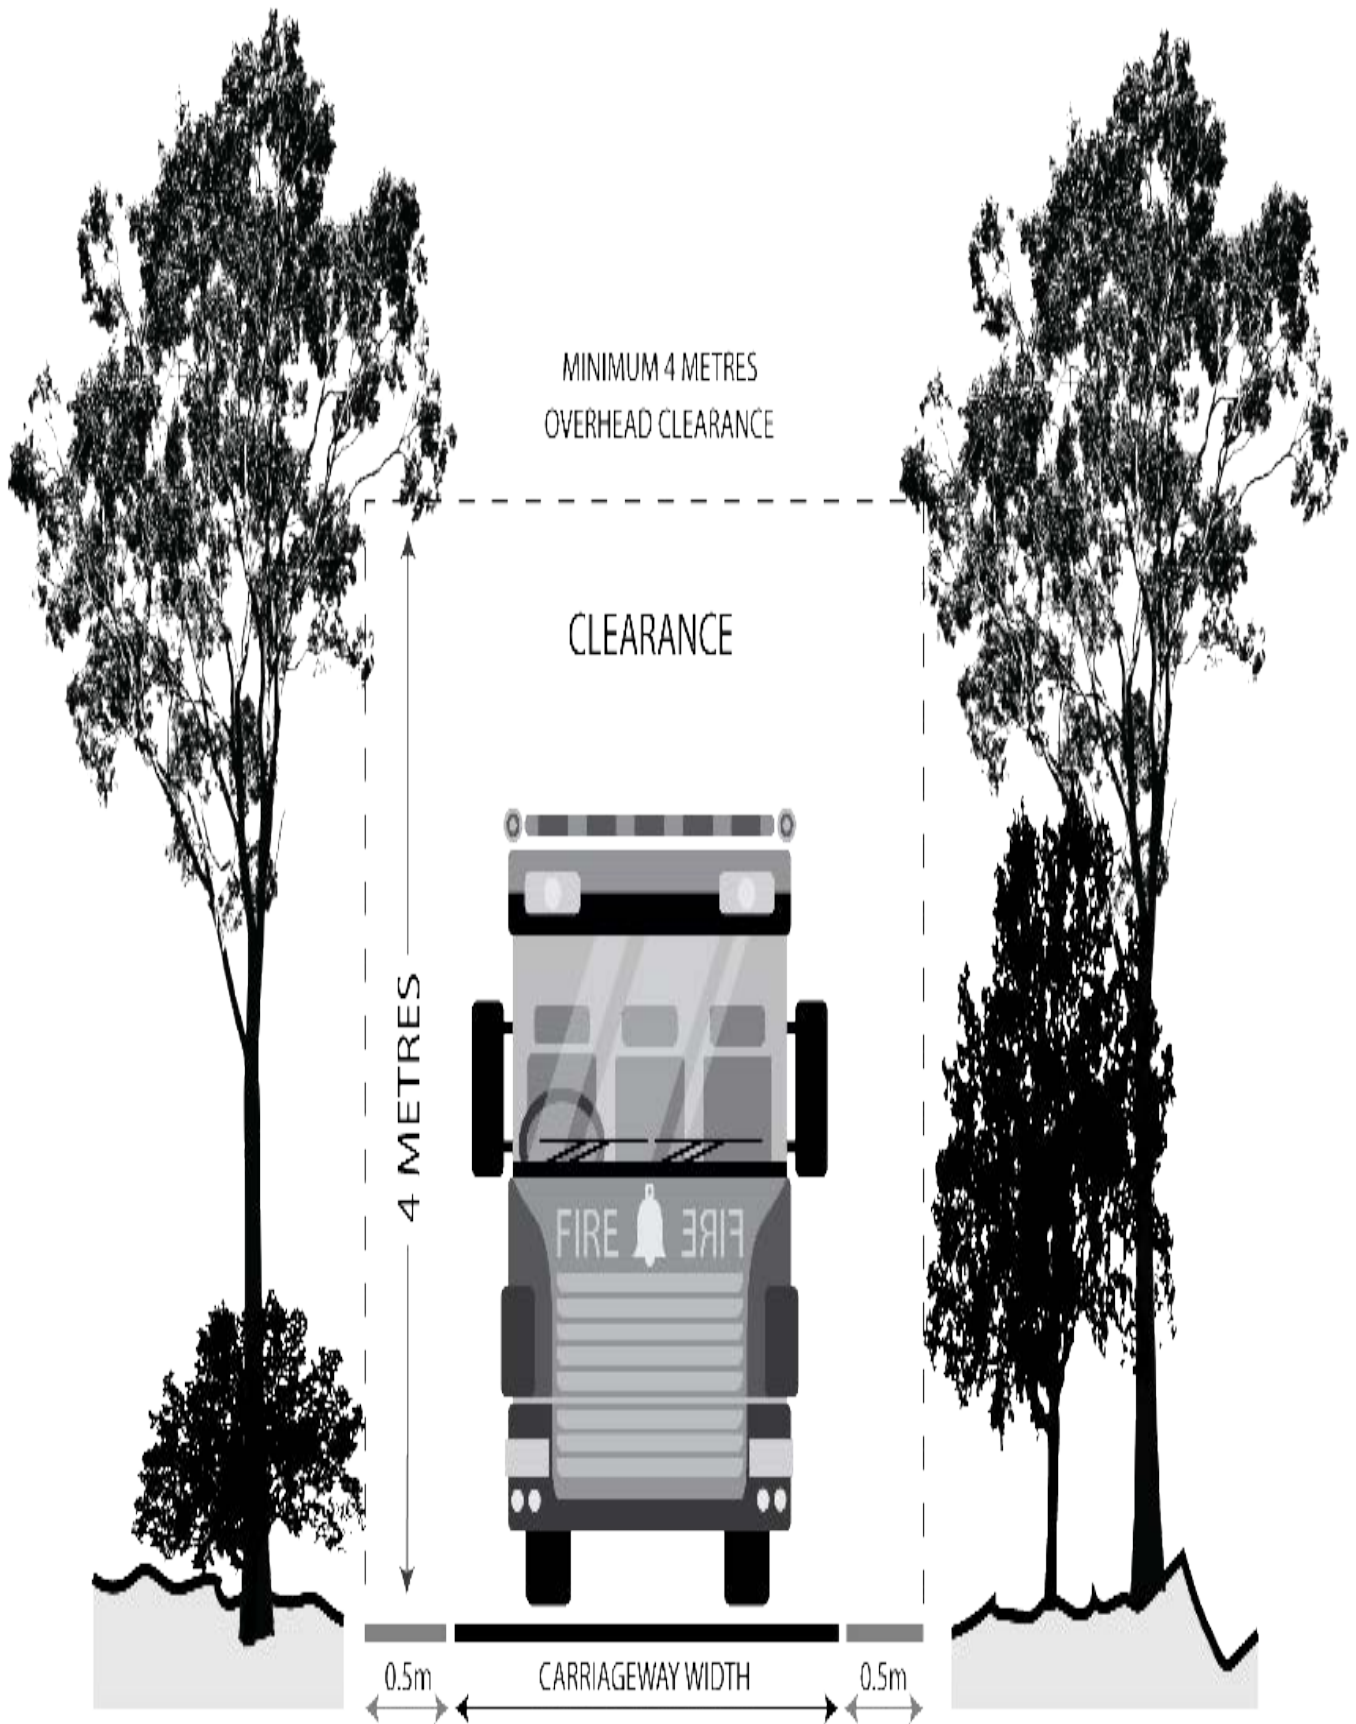 MINIMUM 4 METRES
OVERHEAD CLEARANCE
CLEARANCE
4 METRES
FIRE FIRE
0.5m CARRIAGEWAY WIDTH 0.5m